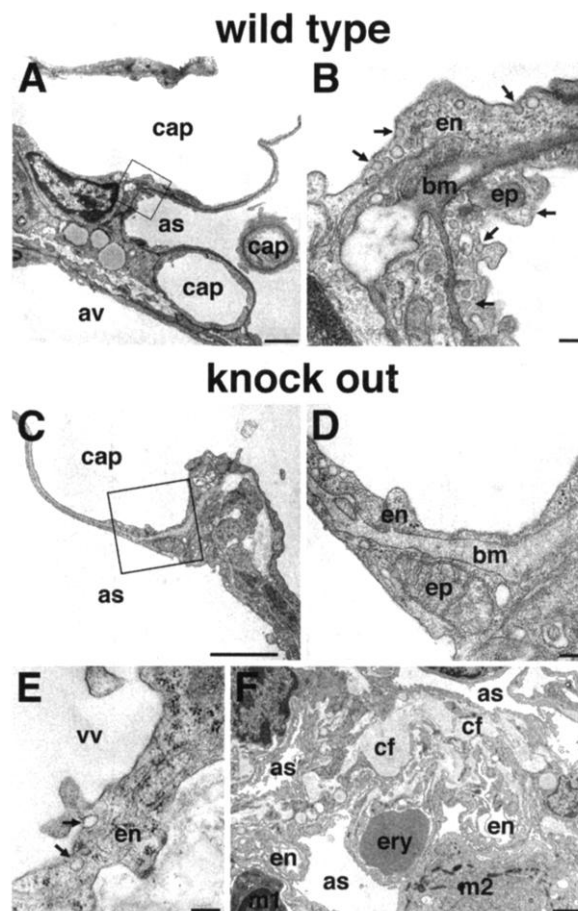 wild type
A
cap
as
cap
cap
av
B
en
bm
ep
knock out
C
cap
as
D
en
bm
ep
E
vv
en
F
as
cf
cf
as
en
ery
en
as
m1
m2